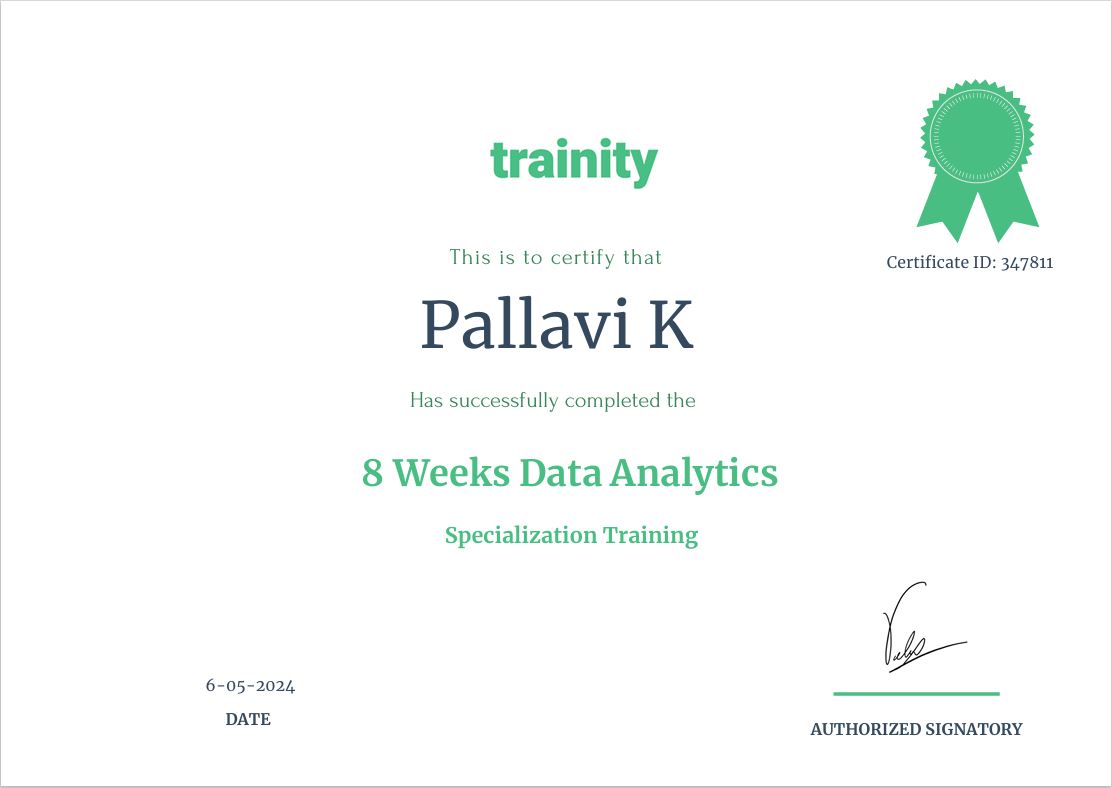 trainity
Certificate ID: 347811
This is to certify that
Pallavi K
Has successfully completed the
8 Weeks Data Analytics
Specialization Training
6-05-2024
DATE
AUTHORIZED SIGNATORY